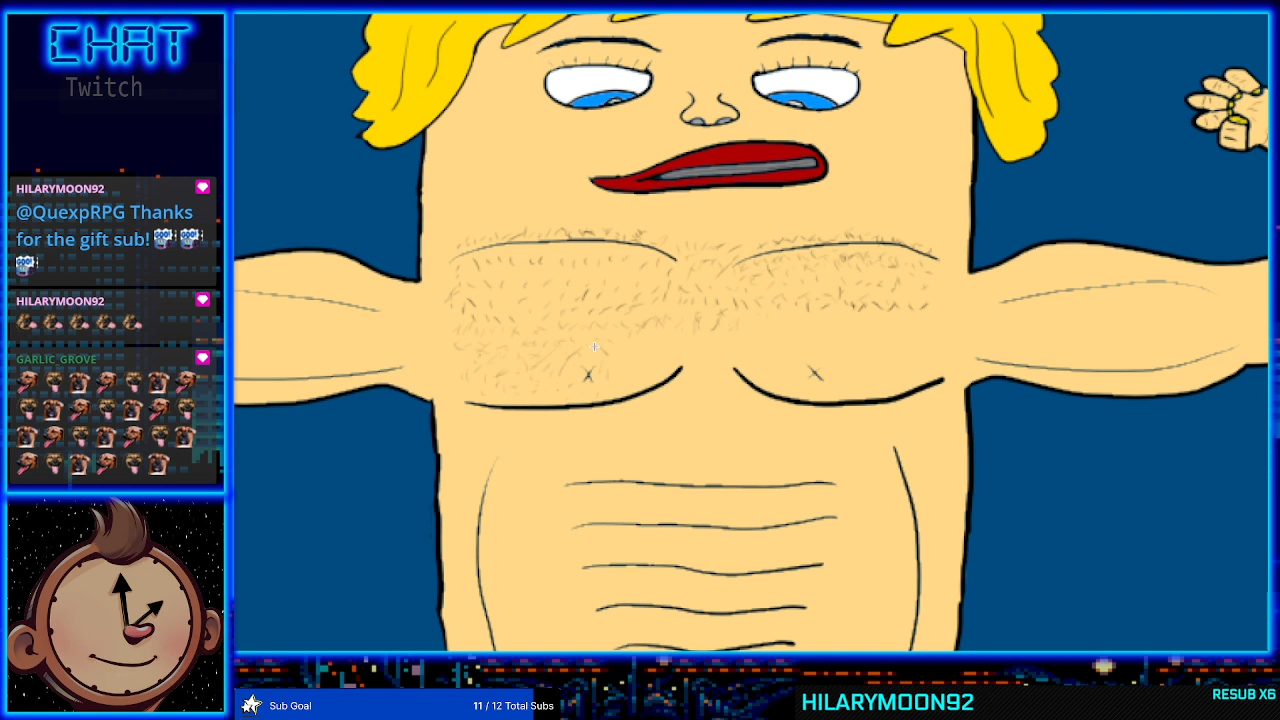 CHAT
Twitch
HILARYMOON92
@QuexpRPG Thanks
for the gift sub!
HILARYMOON92
GARLIC_GROVE
Sub Goal
11 / 12 Total Subs
HILARYMOON92
RESUB X6